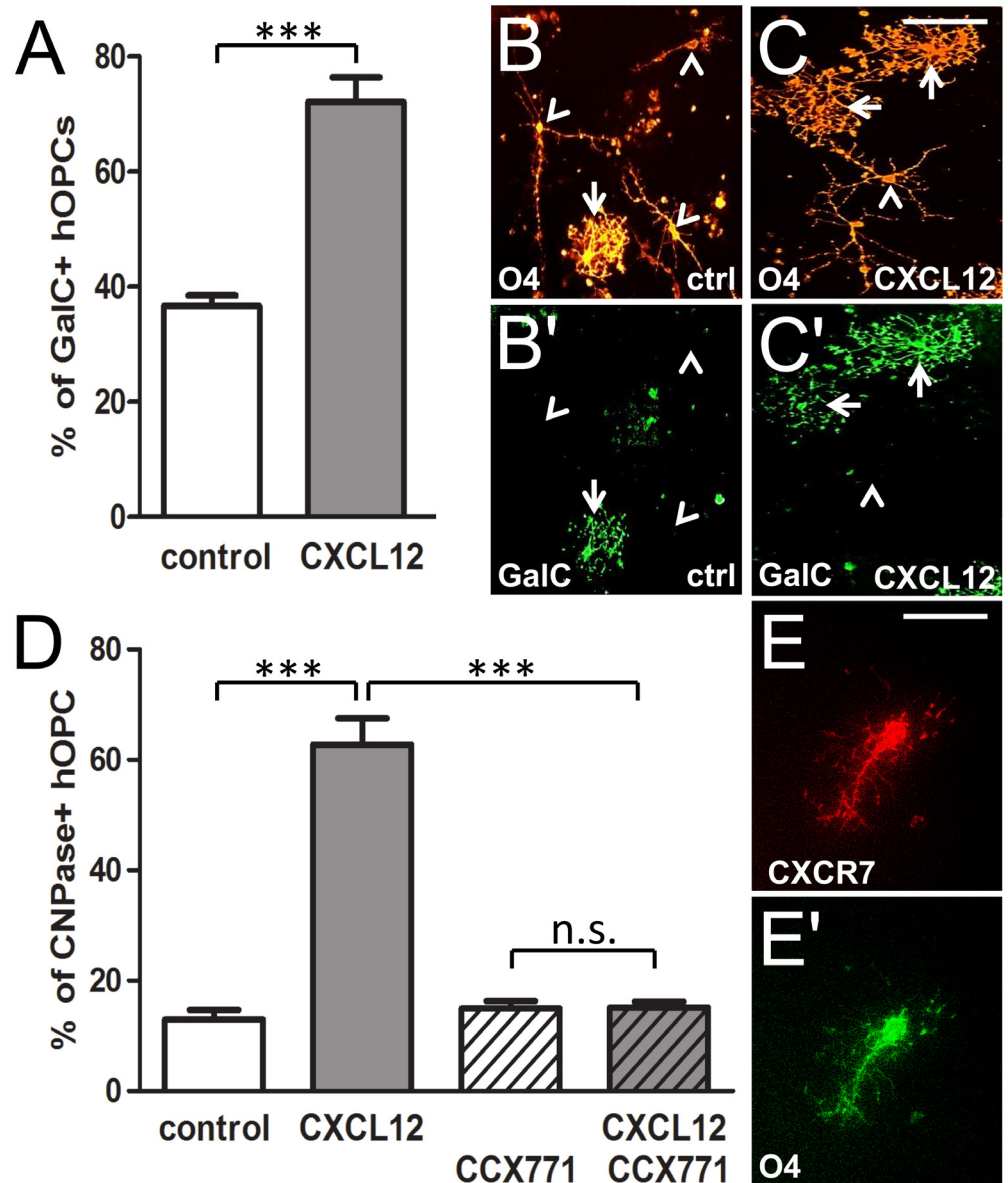 A
***
80
60
40
20
0
% of GalC+ hOPCs
control CXCL12
B
O4 ctrl
C
O4 CXCL12
B'
GalC ctrl
C'
GalC CXCL12
D
*** ***
n.s.
80
60
40
20
0
% of CNPase+ hOPC
control CXCL12 CXCL12
CCX771 CCX771
E
CXCR7
E'
O4